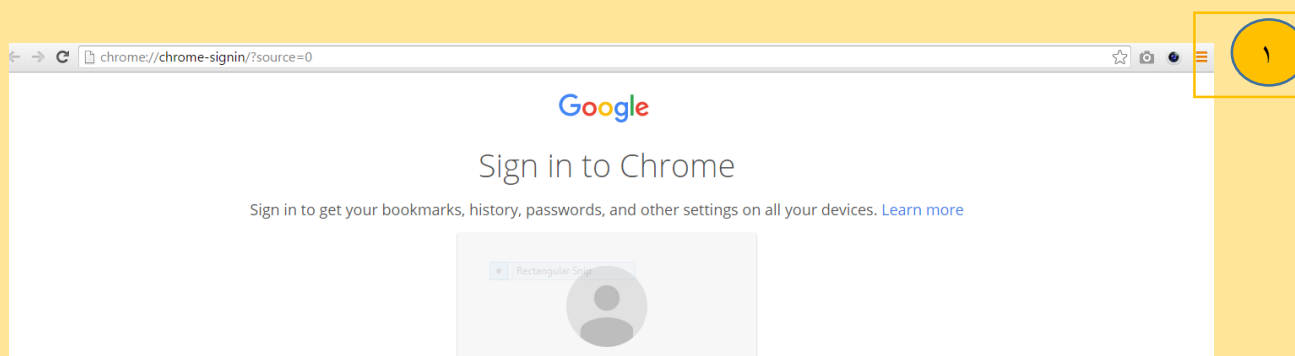 ١
chrome://chrome-signin/?source=0
Google
Sign in to Chrome
Sign in to get your bookmarks, history, passwords, and other settings on all your devices. Learn more
Rectangular Snip